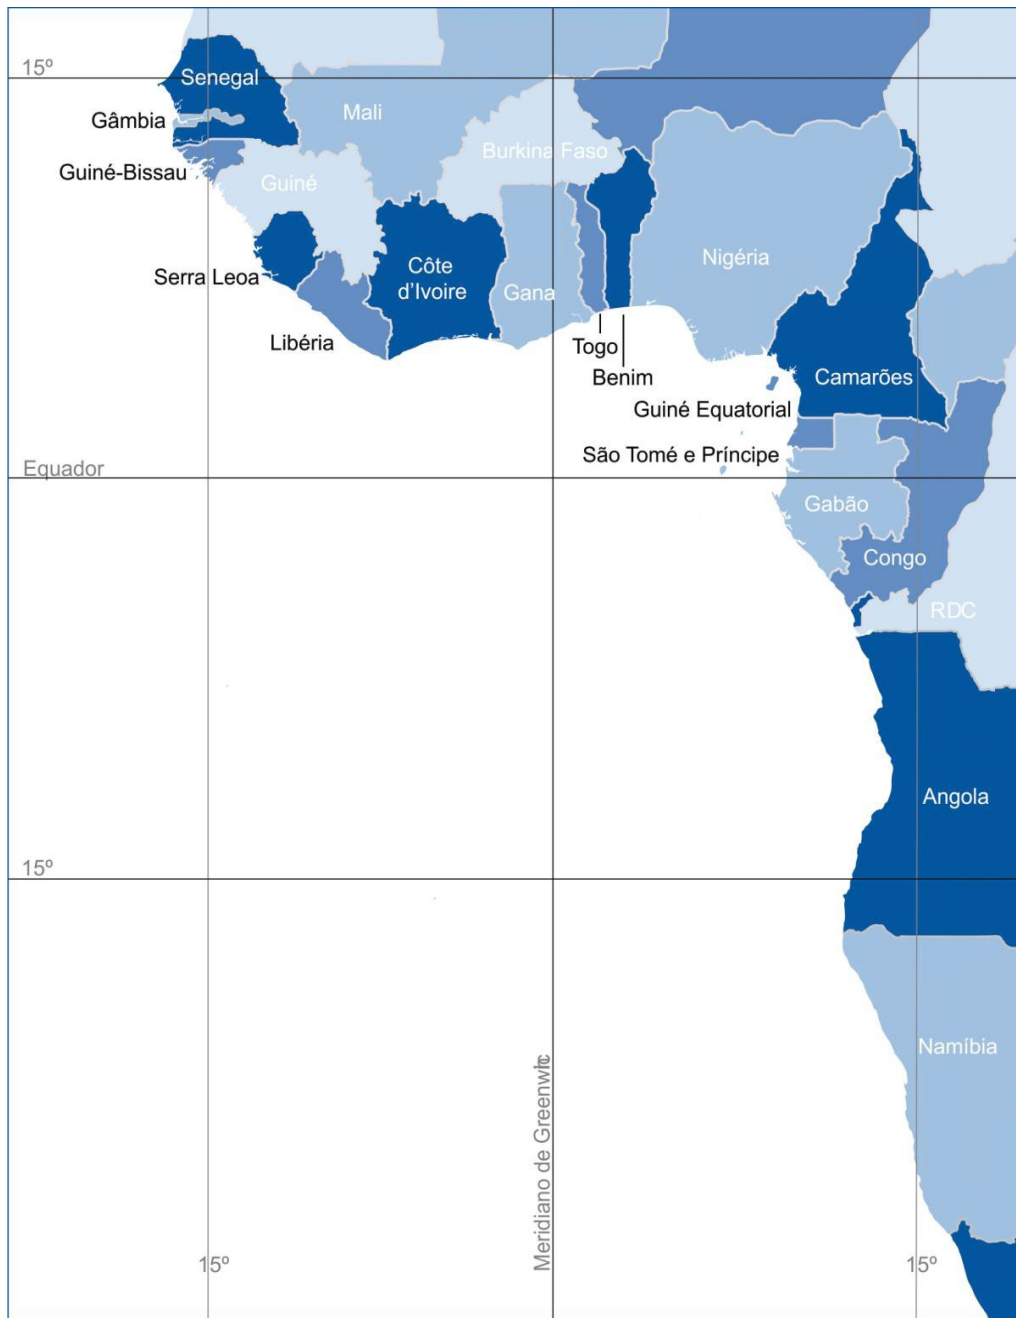 15º
Senegal
Mali
Gâmbia
Burkina Faso
Guiné-Bissau
Guiné
Nigéria
Côte
d’Ivoire
Serra Leoa
Gana
Libéria
Togo
Benim
Camarões
Guiné Equatorial
São Tomé e Príncipe
Equador
Gabão
Congo
RDC
Angola
15º
Namíbia
Meridiano de Greenwic
15º
15º